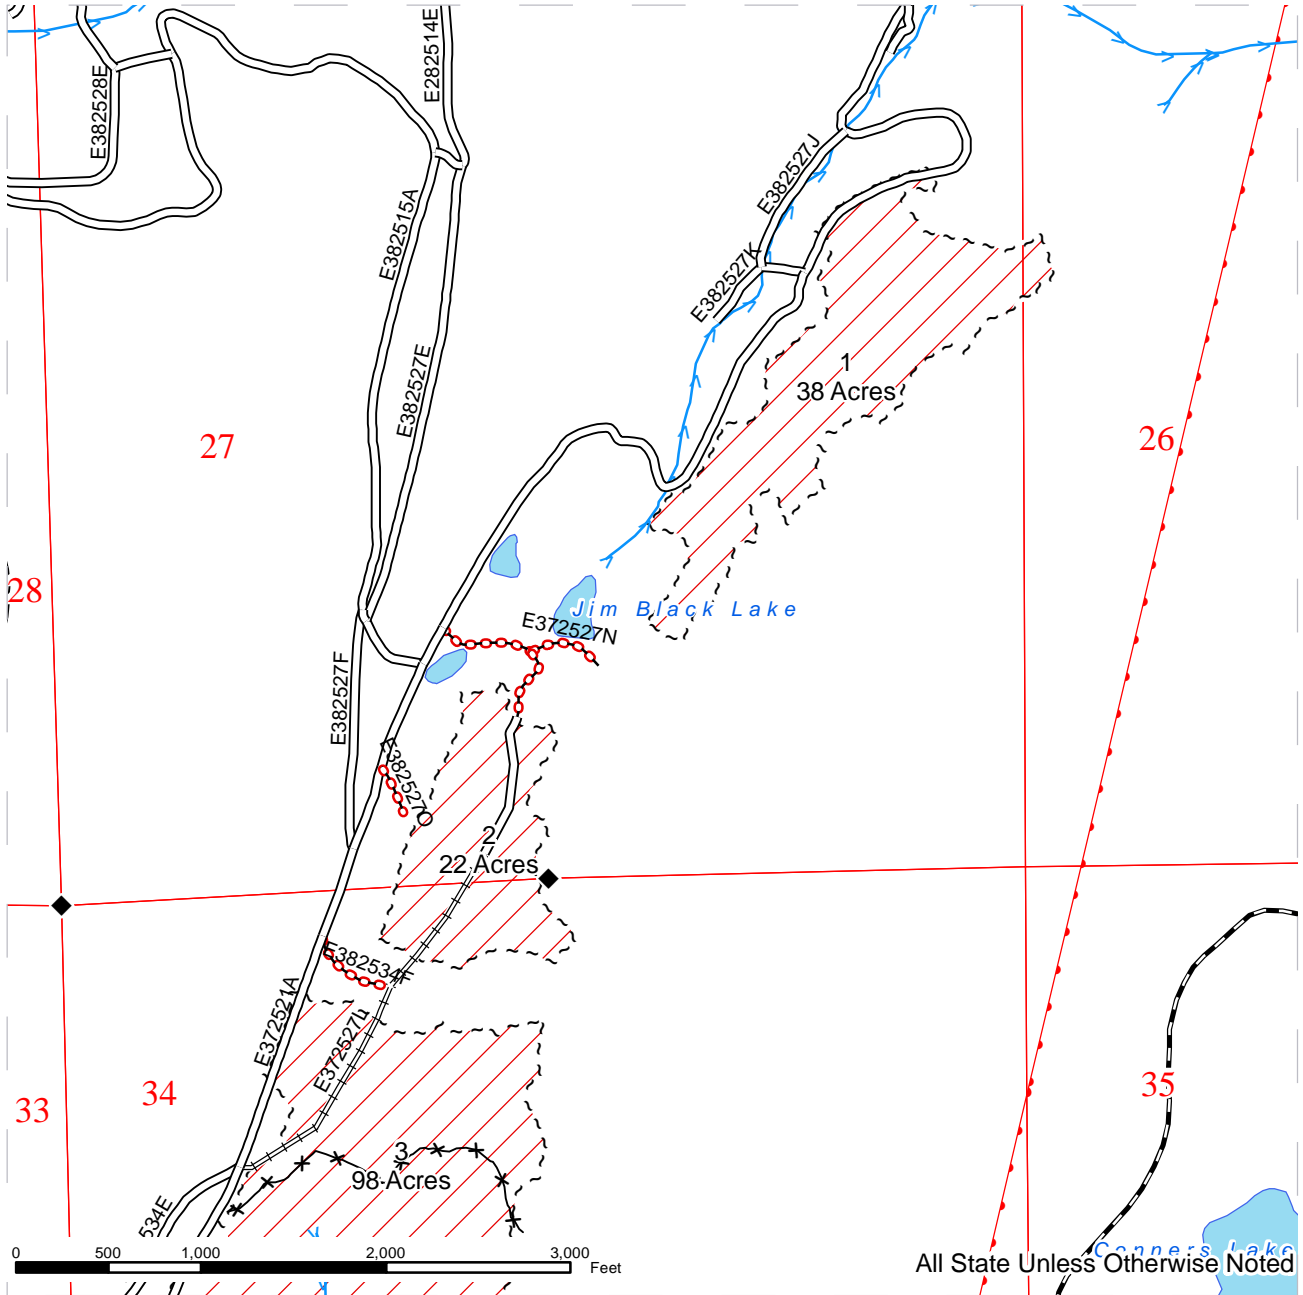 E382528E
E282514E
E382515A
E382527J
E382527K
E382527E
1
38 Acres
27
26
28
Jim Black Lake
E372527N
E382527F
E382527O
2
22 Acres
E382534F
E372521A
E372527L
34
33
35
3
98 Acres
534E
0 500 1,000 2,000 3,000
Feet
Conners Lake
All State Unless Otherwise Noted